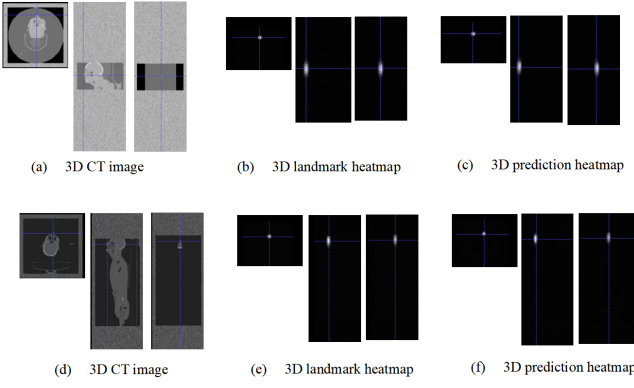 (a) 3D CT image
(b) 3D landmark heatmap
(c) 3D prediction heatmap
(d) 3D CT image
(e) 3D landmark heatmap
(f) 3D prediction heatmap